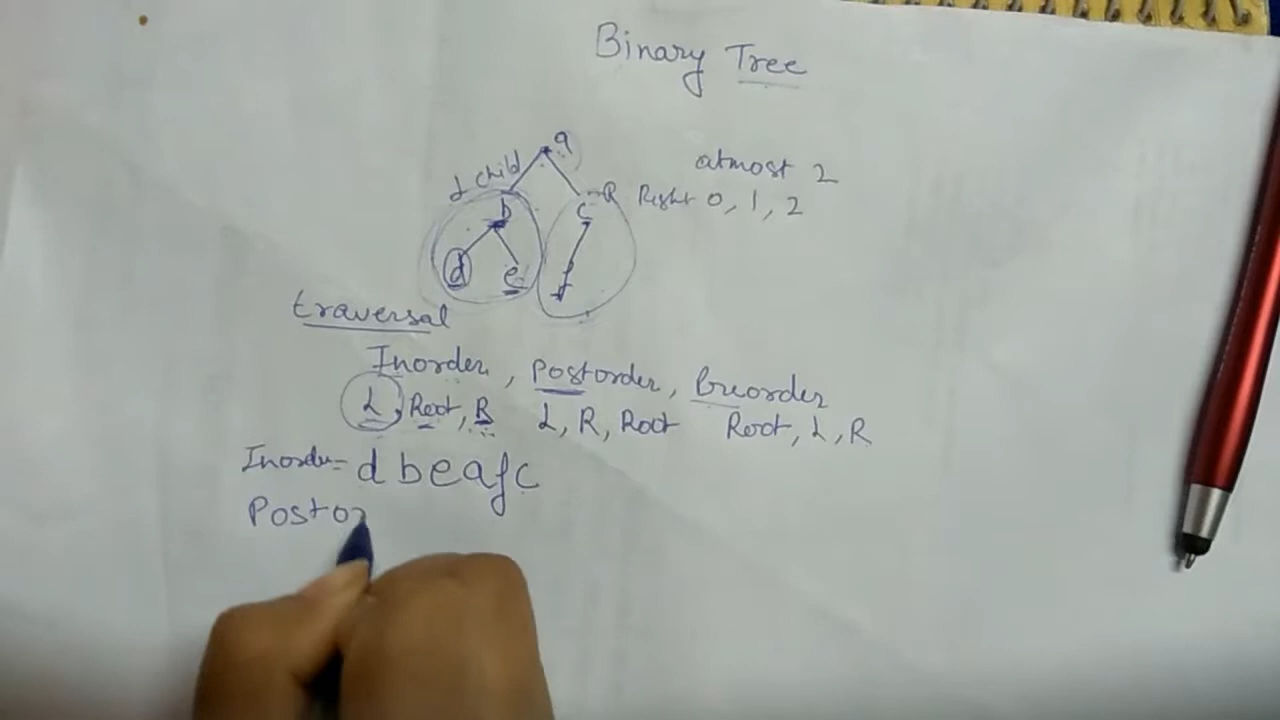 Binary Tree
a
L child
atmost 2
R Right 0, 1, 2
b c
d e f
traversal
Inorder, postorder, Preorder
L, Root, R L, R, Root Root, L, R
Inorder= d b e a f c
Postor